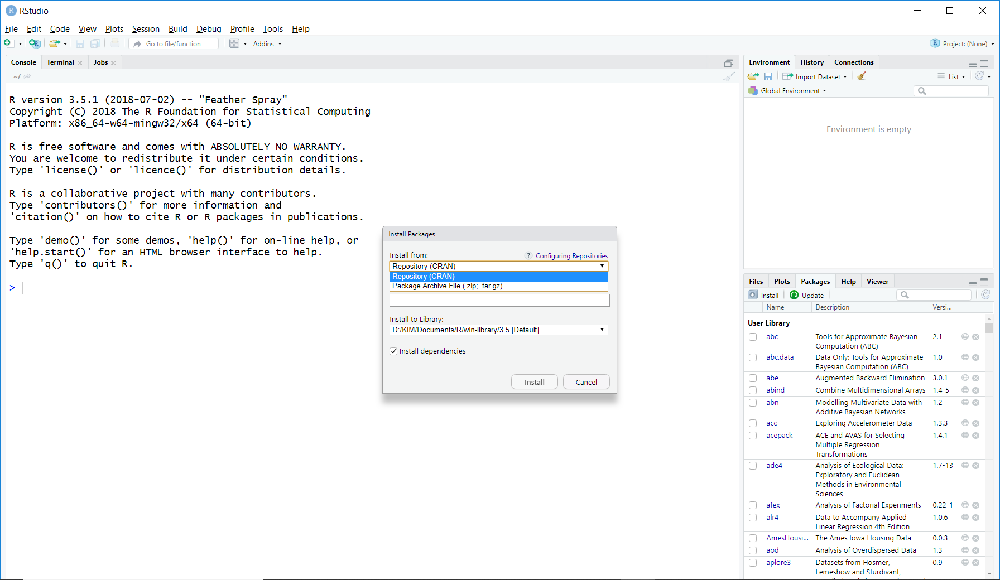 RStudio
File Edit Code View Plots Session Build Debug Profile Tools Help
Go to file/function Addins Project: (None)
Console Terminal Jobs
~/
R version 3.5.1 (2018-07-02) -- "Feather Spray"
Copyright (C) 2018 The R Foundation for Statistical Computing
Platform: x86_64-w64-mingw32/x64 (64-bit)
R is free software and comes with ABSOLUTELY NO WARRANTY.
You are welcome to redistribute it under certain conditions.
Type 'license()' or 'licence()' for distribution details.
R is a collaborative project with many contributors.
Type 'contributors()' for more information and
'citation()' on how to cite R or R packages in publications.
Type 'demo()' for some demos, 'help()' for on-line help, or
'help.start()' for an HTML browser interface to help.
Type 'q()' to quit R.
>
Install Packages
Install from:
? Configuring Repositories
Repository (CRAN)
Repository (CRAN)
Package Archive File (.zip; .tar.gz)
Install to Library:
D:/KIM/Documents/R/win-library/3.5 [Default]
Install dependencies
Install Cancel
Environment History Connections
Import Dataset List
Global Environment
Environment is empty
Files Plots Packages Help Viewer
Install Update
Name Description Versi...
User Library
abc Tools for Approximate Bayesian 2.1
Computation (ABC)
abc.data Data Only: Tools for Approximate 1.0
Bayesian Computation (ABC)
abe Augmented Backward Elimination 3.0.1
abind Combine Multidimensional Arrays 1.4-5
abn Modelling Multivariate Data with 1.2
Additive Bayesian Networks
acc Exploring Accelerometer Data 1.3.3
acepack ACE and AVAS for Selecting 1.4.1
Multiple Regression
Transformations
ade4 Analysis of Ecological Data: 1.7-13
Exploratory and Euclidean
Methods in Environmental
Sciences
afex Analysis of Factorial Experiments 0.22-1
alr4 Data to Accompany Applied 1.0.6
Linear Regression 4th Edition
AmesHousi... The Ames Iowa Housing Data 0.0.3
aod Analysis of Overdispersed Data 1.3
aplore3 Datasets from Hosmer, 0.9
Lemeshow and Sturdivant,